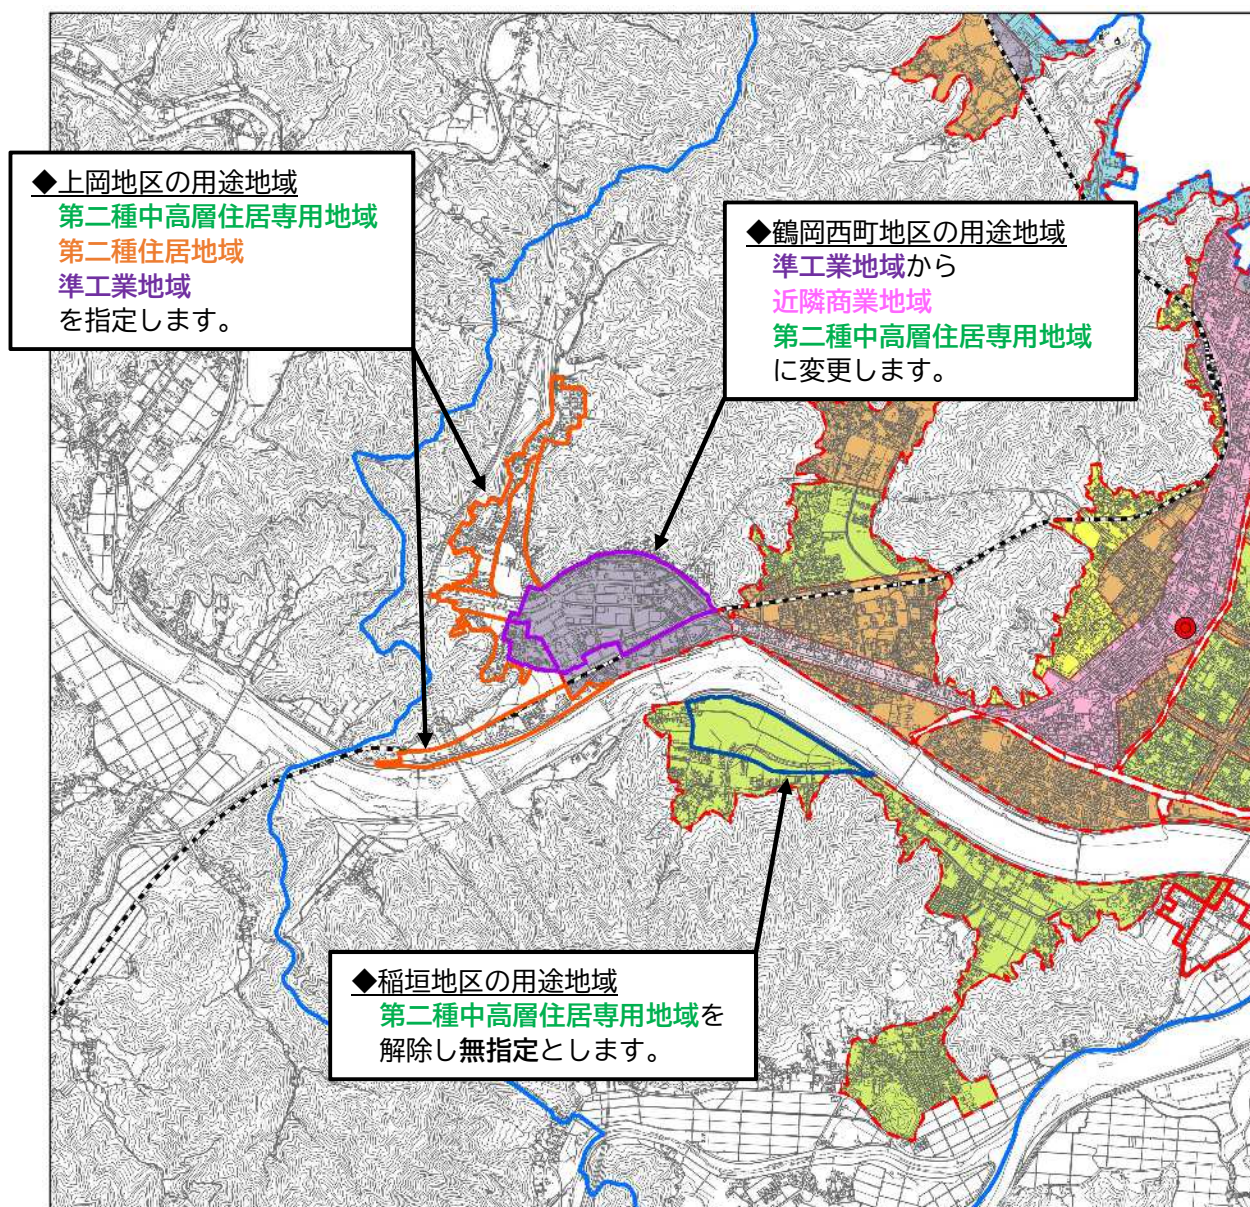 ◆上岡地区の用途地域
第二種中高層住居専用地域
第二種住居地域
準工業地域
を指定します。
◆鶴岡西町地区の用途地域
準工業地域から
近隣商業地域
第二種中高層住居専用地域
に変更します。
◆稲垣地区の用途地域
第二種中高層住居専用地域を
解除し無指定とします。